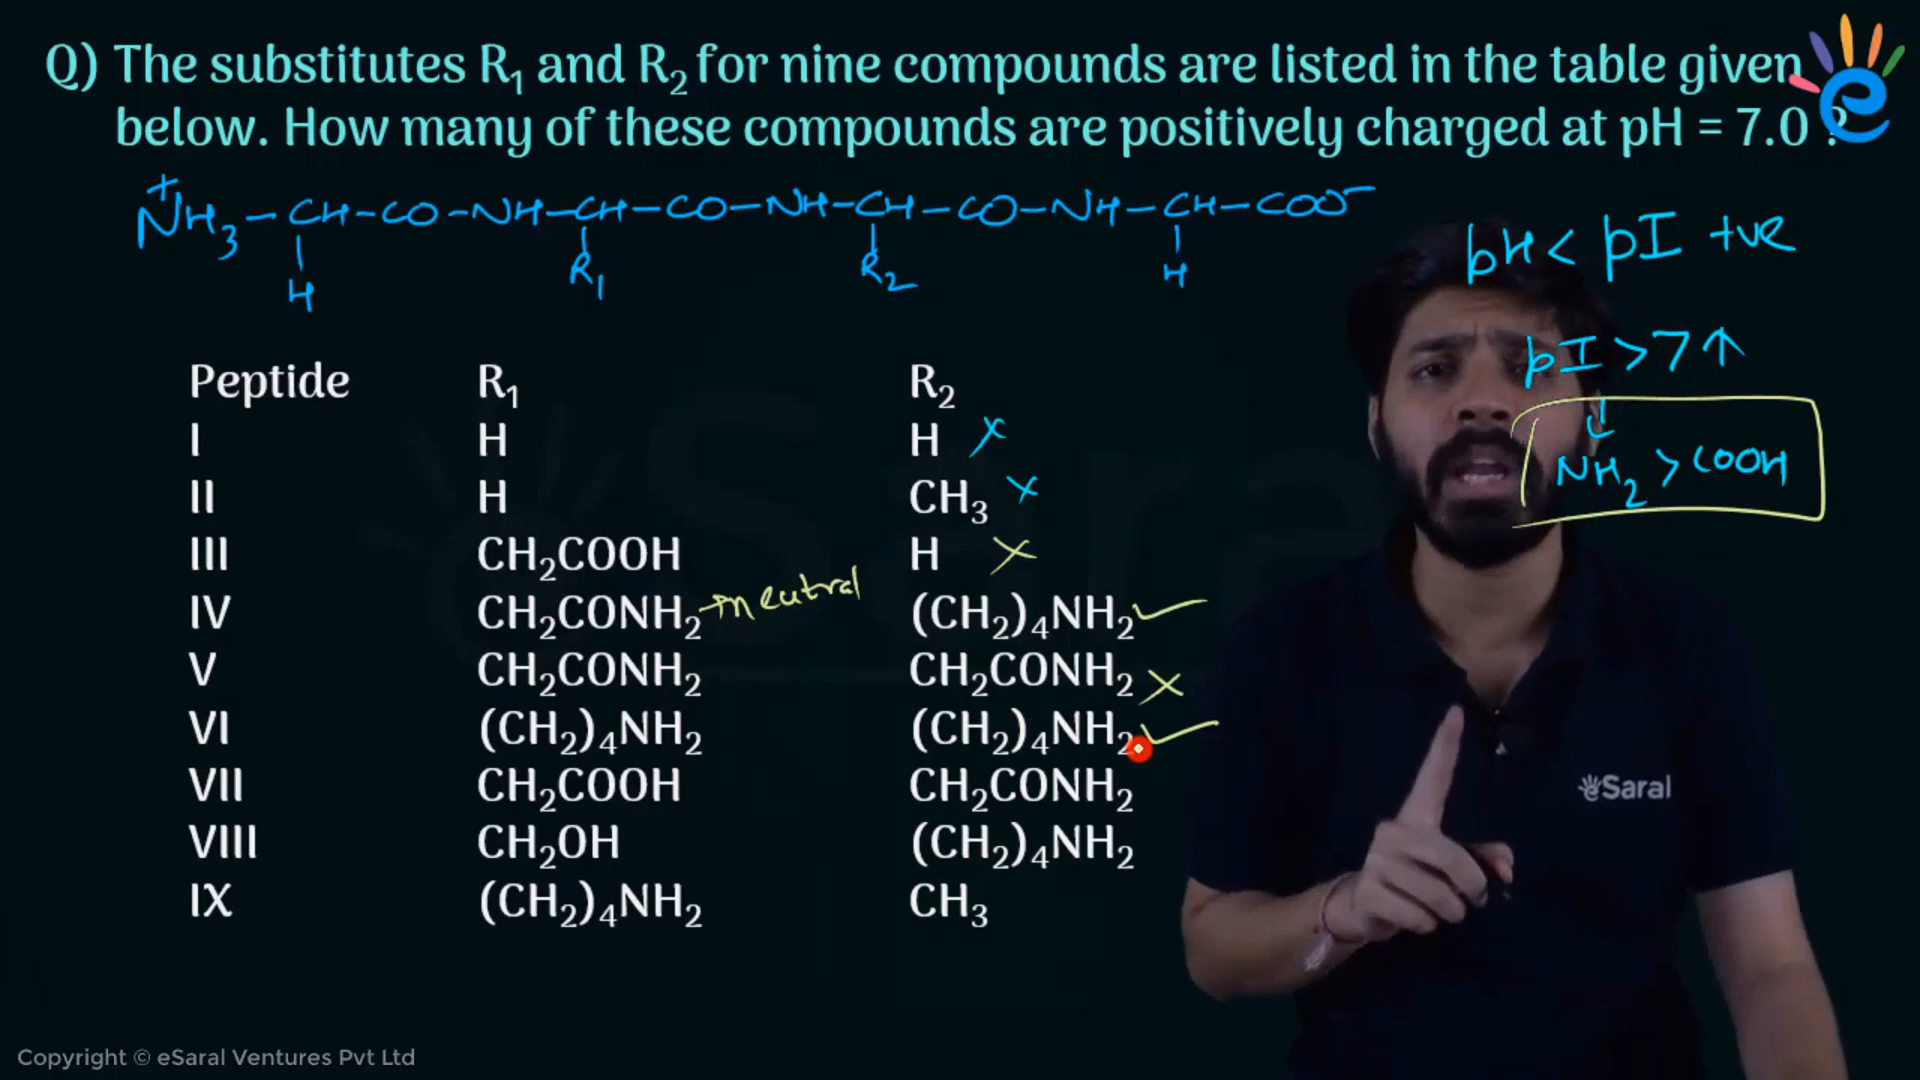 Q) The substitutes R₁ and R₂ for nine compounds are listed in the table given
below. How many of these compounds are positively charged at pH = 7.0 ?
⁺NH₃—CH—CO—NH—CH—CO—NH—CH—CO—NH—CH—COO⁻
H R₁ R₂ H
pH < pI +ve
pI > 7 ↑
↓
NH₂ > COOH
Peptide R₁ R₂
I H H ×
II H CH₃ ×
III CH₂COOH H ×
IV CH₂CONH₂ → neutral (CH₂)₄NH₂ ✓
V CH₂CONH₂ CH₂CONH₂ ×
VI (CH₂)₄NH₂ (CH₂)₄NH₂ ✓
VII CH₂COOH CH₂CONH₂
VIII CH₂OH (CH₂)₄NH₂
IX (CH₂)₄NH₂ CH₃
eSaral
eSaral
Copyright © eSaral Ventures Pvt Ltd